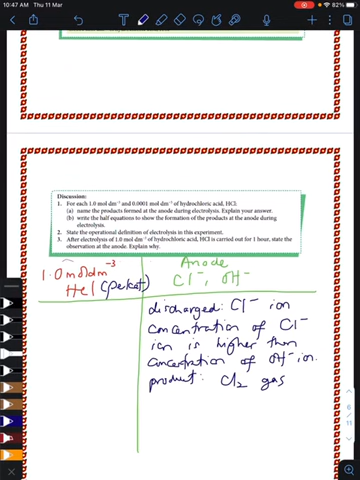 10:47 AM Thu 11 Mar
82%
Discussion:
1. For each 1.0 mol dm⁻³ and 0.0001 mol dm⁻³ of hydrochloric acid, HCl:
(a) name the products formed at the anode during electrolysis. Explain your answer.
(b) write the half equations to show the formation of the products at the anode during
electrolysis.
2. State the operational definition of electrolysis in this experiment.
3. After electrolysis of 1.0 mol dm⁻³ of hydrochloric acid, HCl is carried out for 1 hour, state the
observation at the anode. Explain why.
Anode
1.0 mol dm⁻³
Cl⁻, OH⁻
HCl (pekat)
discharged: Cl⁻ ion
concentration of Cl⁻
ion is higher than
concentration of OH⁻ ion.
product: Cl₂ gas
6
11